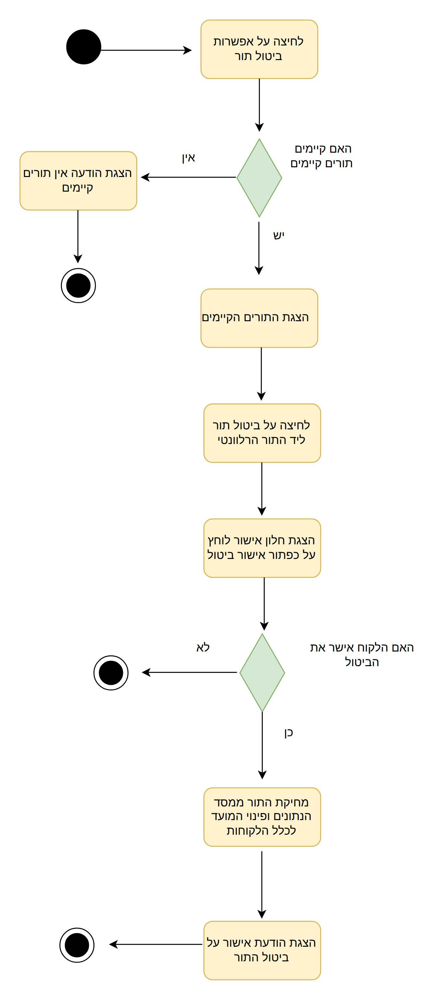 לחיצה על אפשרות
ביטול תור
האם קיימים
תורים קיימים
אין
הצגת הודעה אין תורים
קיימים
יש
הצגת התורים הקיימים
לחיצה על ביטול תור
ליד התור הרלוונטי
הצגת חלון אישור לוחץ
על כפתור אישור ביטול
האם הלקוח אישר את
הביטול
לא
כן
מחיקת התור ממסד
הנתונים ופינוי המועד
לכלל הלקוחות
הצגת הודעת אישור על
ביטול התור